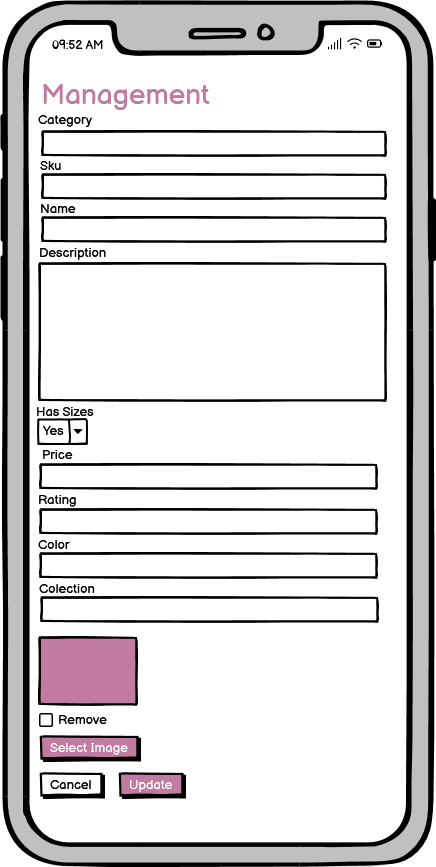 09:52 AM
Management
Category
Sku
Name
Description
Has Sizes
Yes
Price
Rating
Color
Colection
Remove
Select Image
Cancel Update